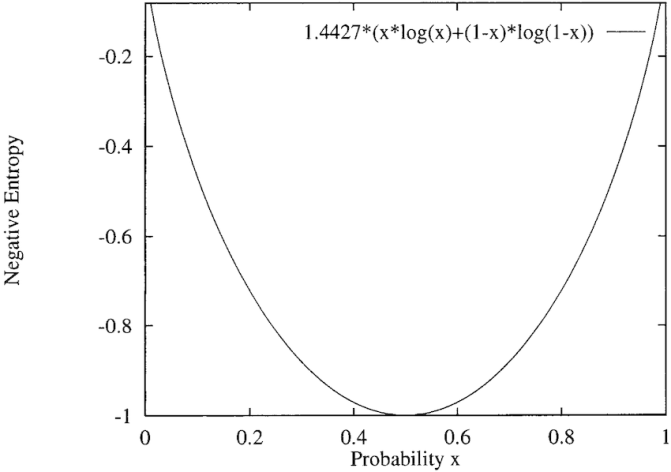 1.4427*(x*log(x)+(1-x)*log(1-x))
-0.2
-0.4
-0.6
-0.8
-1
Negative Entropy
0 0.2 0.4 0.6 0.8 1
Probability x